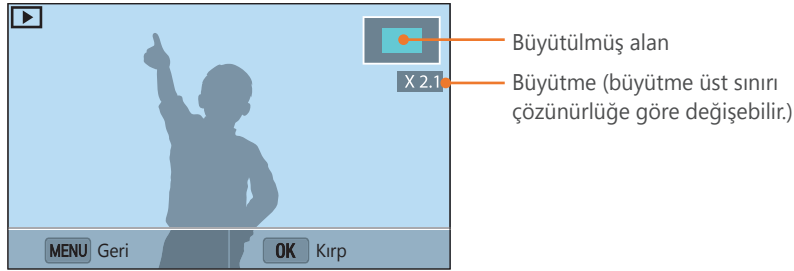 Büyütülmüş alan
X 2.1
Büyütme (büyütme üst sınırı
çözünürlüğe göre değişebilir.)
MENU Geri
OK Kırp